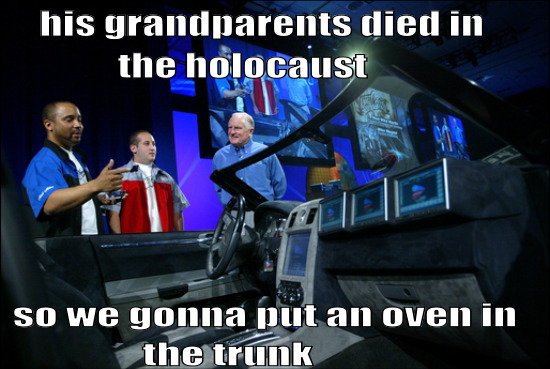 his grandparents died in
the holocaust
so we gonna put an oven in
the trunk